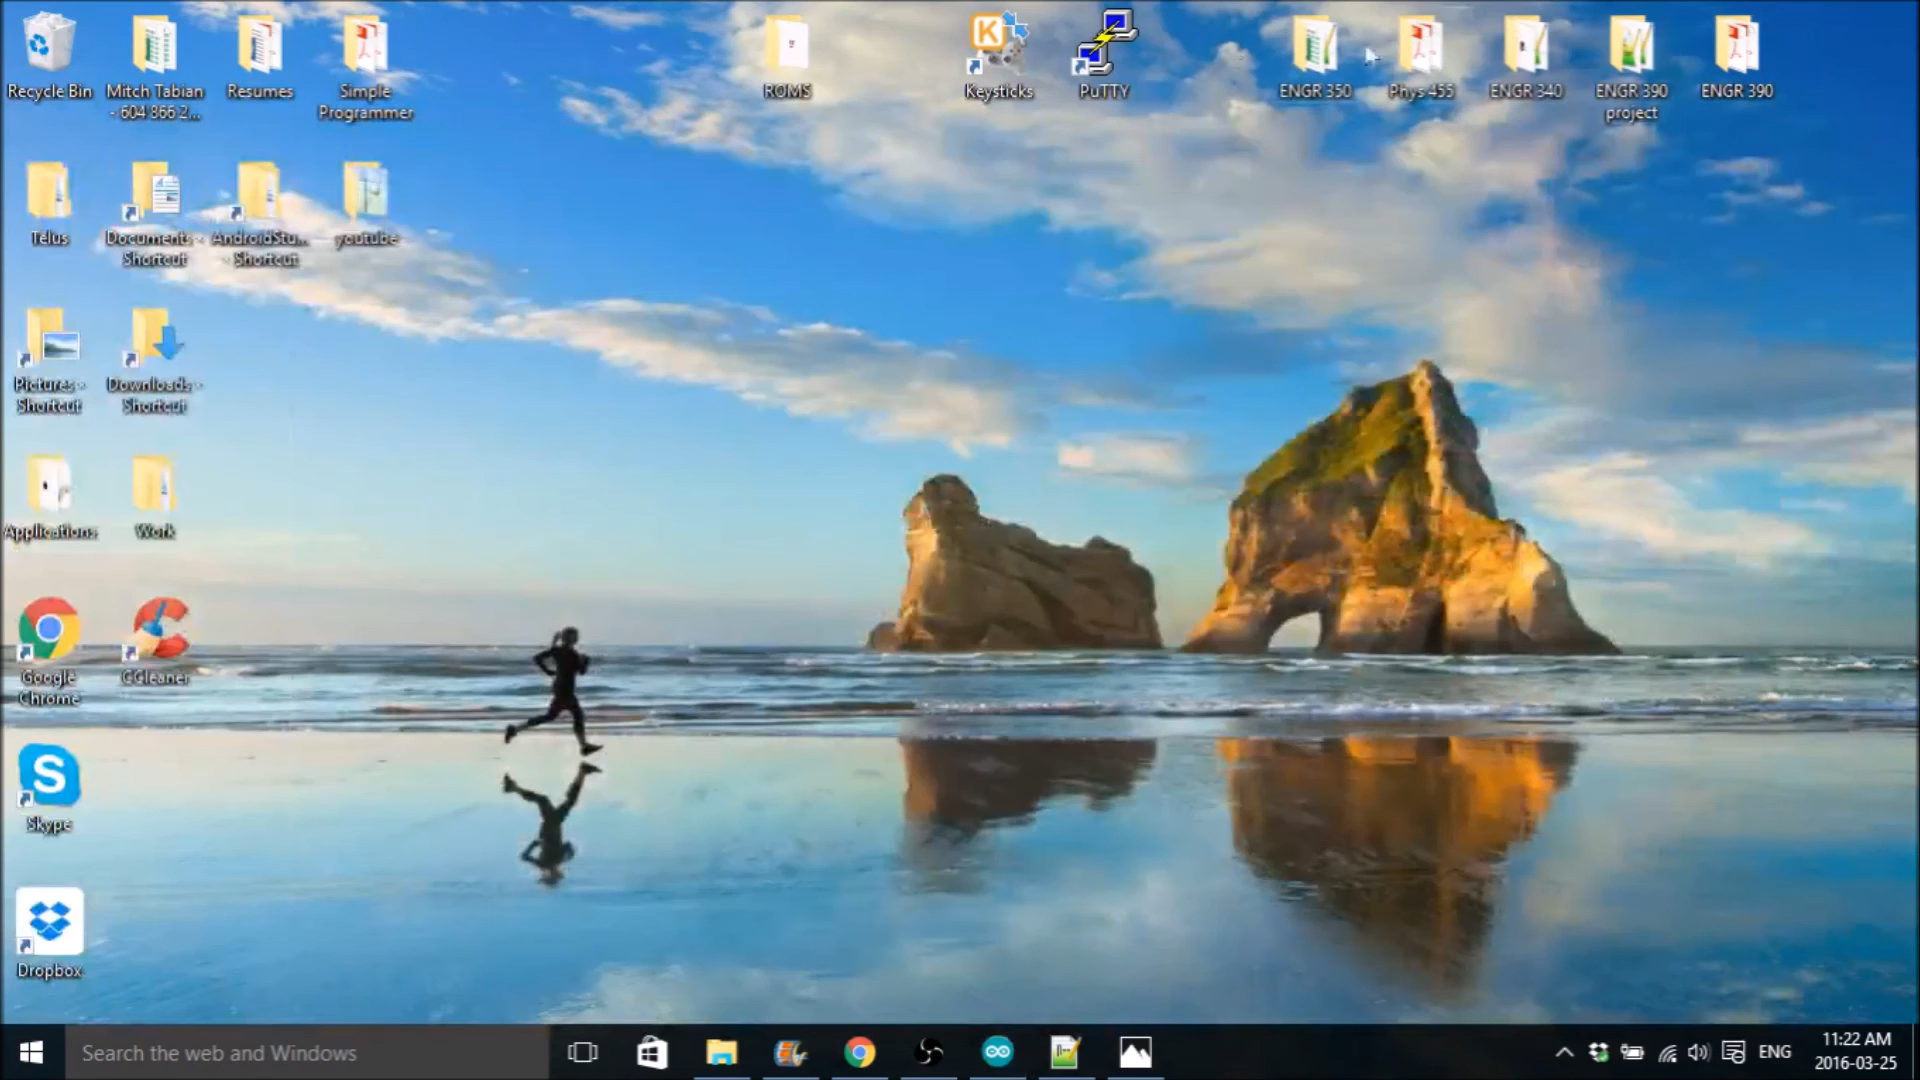 Recycle Bin
Mitch Tabian
- 604 866 2...
Resumes
Simple
Programmer
ROMS
Keysticks
PuTTY
ENGR 350
Phys 455
ENGR 340
ENGR 390
project
ENGR 390
Telus
Documents -
Shortcut
AndroidStu...
- Shortcut
youtube
Pictures -
Shortcut
Downloads -
Shortcut
Applications
Work
Google
Chrome
CCleaner
Skype
Dropbox
Search the web and Windows
ENG
11:22 AM
2016-03-25